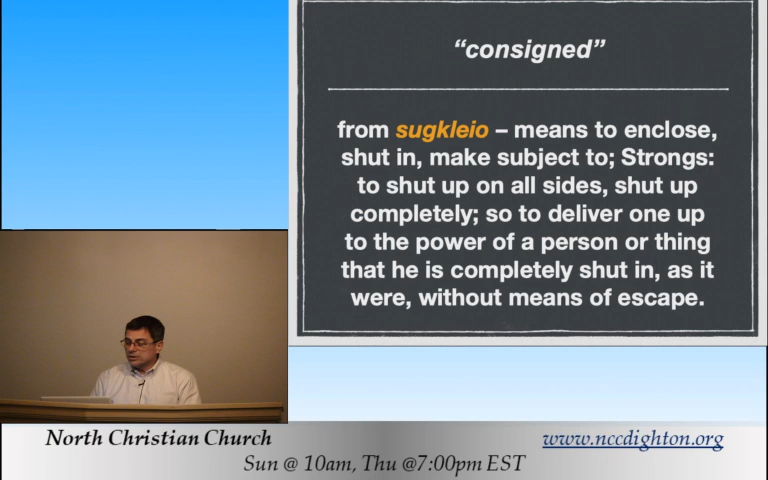 “consigned”
from sugkleio – means to enclose,
shut in, make subject to; Strongs:
to shut up on all sides, shut up
completely; so to deliver one up
to the power of a person or thing
that he is completely shut in, as it
were, without means of escape.
North Christian Church
www.nccdighton.org
Sun @ 10am, Thu @7:00pm EST